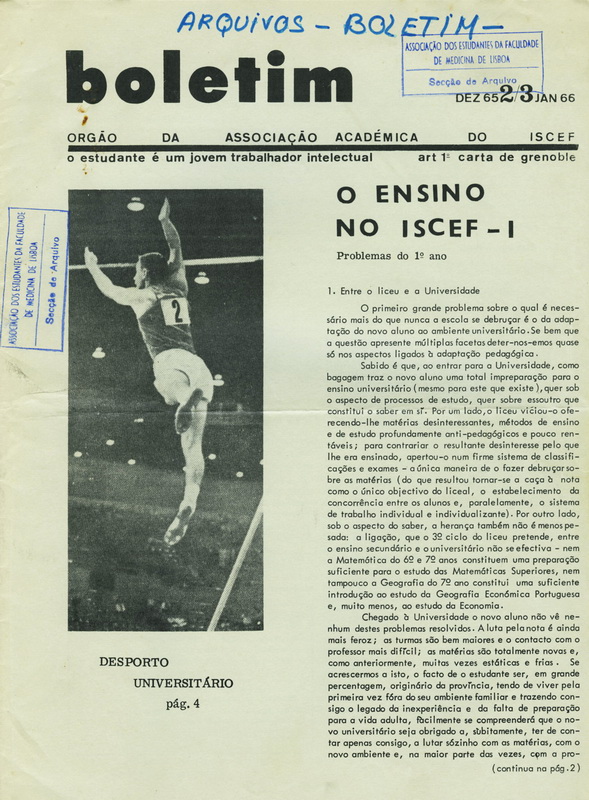 ARQUIVOS - BOLETIM -
ASSOCIAÇÃO DOS ESTUDANTES DA FACULDADE
DE MEDICINA DE LISBOA
Secção de Arquivo
boletim
DEZ 65 2/3 JAN 66
ORGÃO DA ASSOCIAÇÃO ACADÉMICA DO ISCEF
o estudante é um jovem trabalhador intelectual art 1º carta de grenoble
ASSOCIAÇÃO DOS ESTUDANTES DA FACULDADE
DE MEDICINA DE LISBOA
Secção de Arquivo
2
DESPORTO
UNIVERSITÁRIO
pág. 4
O ENSINO
NO ISCEF - I
Problemas do 1º ano
1. Entre o liceu e a Universidade
O primeiro grande problema sobre o qual é neces-
sário mais do que nunca a escola se debruçar é o da adap-
tação do novo aluno ao ambiente universitário. Se bem que
a questão apresente múltiplas facetas deter-nos-emos quase
só nos aspectos ligados à adaptação pedagógica.
Sabido é que, ao entrar para a Universidade, como
bagagem traz o novo aluno uma total impreparação para o
ensino universitário (mesmo para este que existe), quer sob
o aspecto de processos de estudo, quer sobre essoutro que
constitui o saber em si. Por um lado, o liceu viciou-o ofe-
recendo-lhe matérias desinteressantes, métodos de ensino
e de estudo profundamente anti-pedagógicos e pouco ren-
táveis; para contrariar o resultante desinteresse pelo que
lhe era ensinado, apertou-o num firme sistema de classifi-
cações e exames - a única maneira de o fazer debruçar so-
bre as matérias (do que resultou tornar-se a caça à nota
como o único objectivo do liceal, o estabelecimento da
concorrência entre os alunos e, paralelamente, o sistema
de trabalho individual e individualizante). Por outro lado,
sob o aspecto do saber, a herança também não é menos pe-
sada: a ligação, que o 3º ciclo do liceu pretende, entre
o ensino secundário e o universitário não se efectiva - nem
a Matemática do 6º e 7º anos constituem uma preparação
suficiente para o estudo das Matemáticas Superiores, nem
tampouco a Geografia do 7º ano constitui uma suficiente
introdução ao estudo da Geografia Económica Portuguesa
e, muito menos, ao estudo da Economia.
Chegado à Universidade o novo aluno não vê ne-
nhum destes problemas resolvidos. A luta pela nota é ainda
mais feroz; as turmas são bem maiores e o contacto com o
professor mais difícil; as matérias são totalmente novas e,
como anteriormente, muitas vezes estáticas e frias. Se
acrescermos a isto, o facto de o estudante ser, em grande
percentagem, originário da província, tendo de viver pela
primeira vez fóra do seu ambiente familiar e trazendo con-
sigo o legado da inexperiência e da falta de preparação
para a vida adulta, fàcilmente se compreenderá que o no-
vo universitário seja obrigado a, sùbitamente, ter de con-
tar apenas consigo, a lutar sózinho com as matérias, com o
novo ambiente e, na maior parte das vezes, com a pro-
(continua na pág. 2)